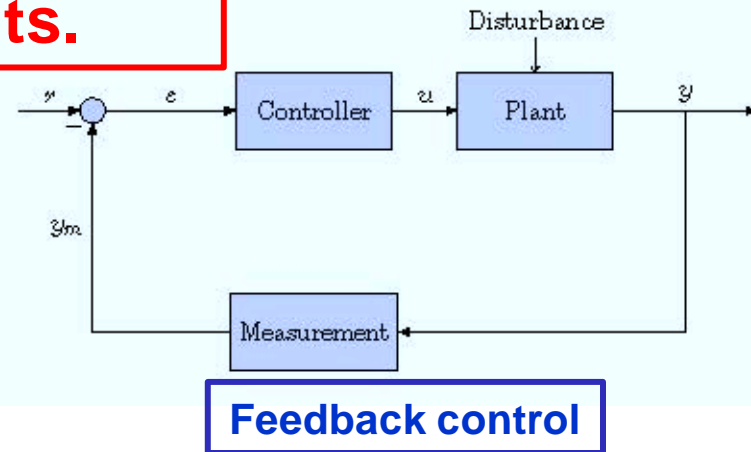 ts.
Disturbance
r e Controller u Plant y
−
ym
Measurement
Feedback control